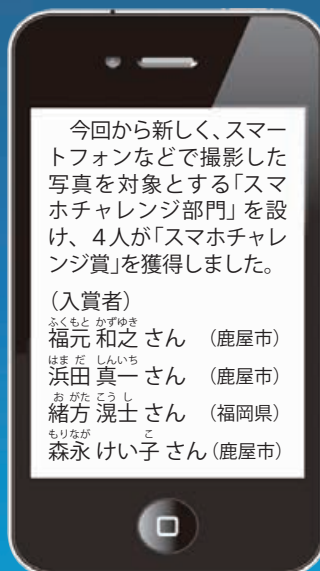 今回から新しく、スマー
トフォンなどで撮影した
写真を対象とする「スマ
ホチャレンジ部門」を設
け、４人が「スマホチャレ
ンジ賞」を獲得しました。
（入賞者）
ふくもと かずゆき
福元 和之 さん （鹿屋市）
はま だ しんいち
浜田 真一 さん （鹿屋市）
お がた こう し
緒方 滉士 さん （福岡県）
もりなが こ
森永 けい子 さん （鹿屋市）